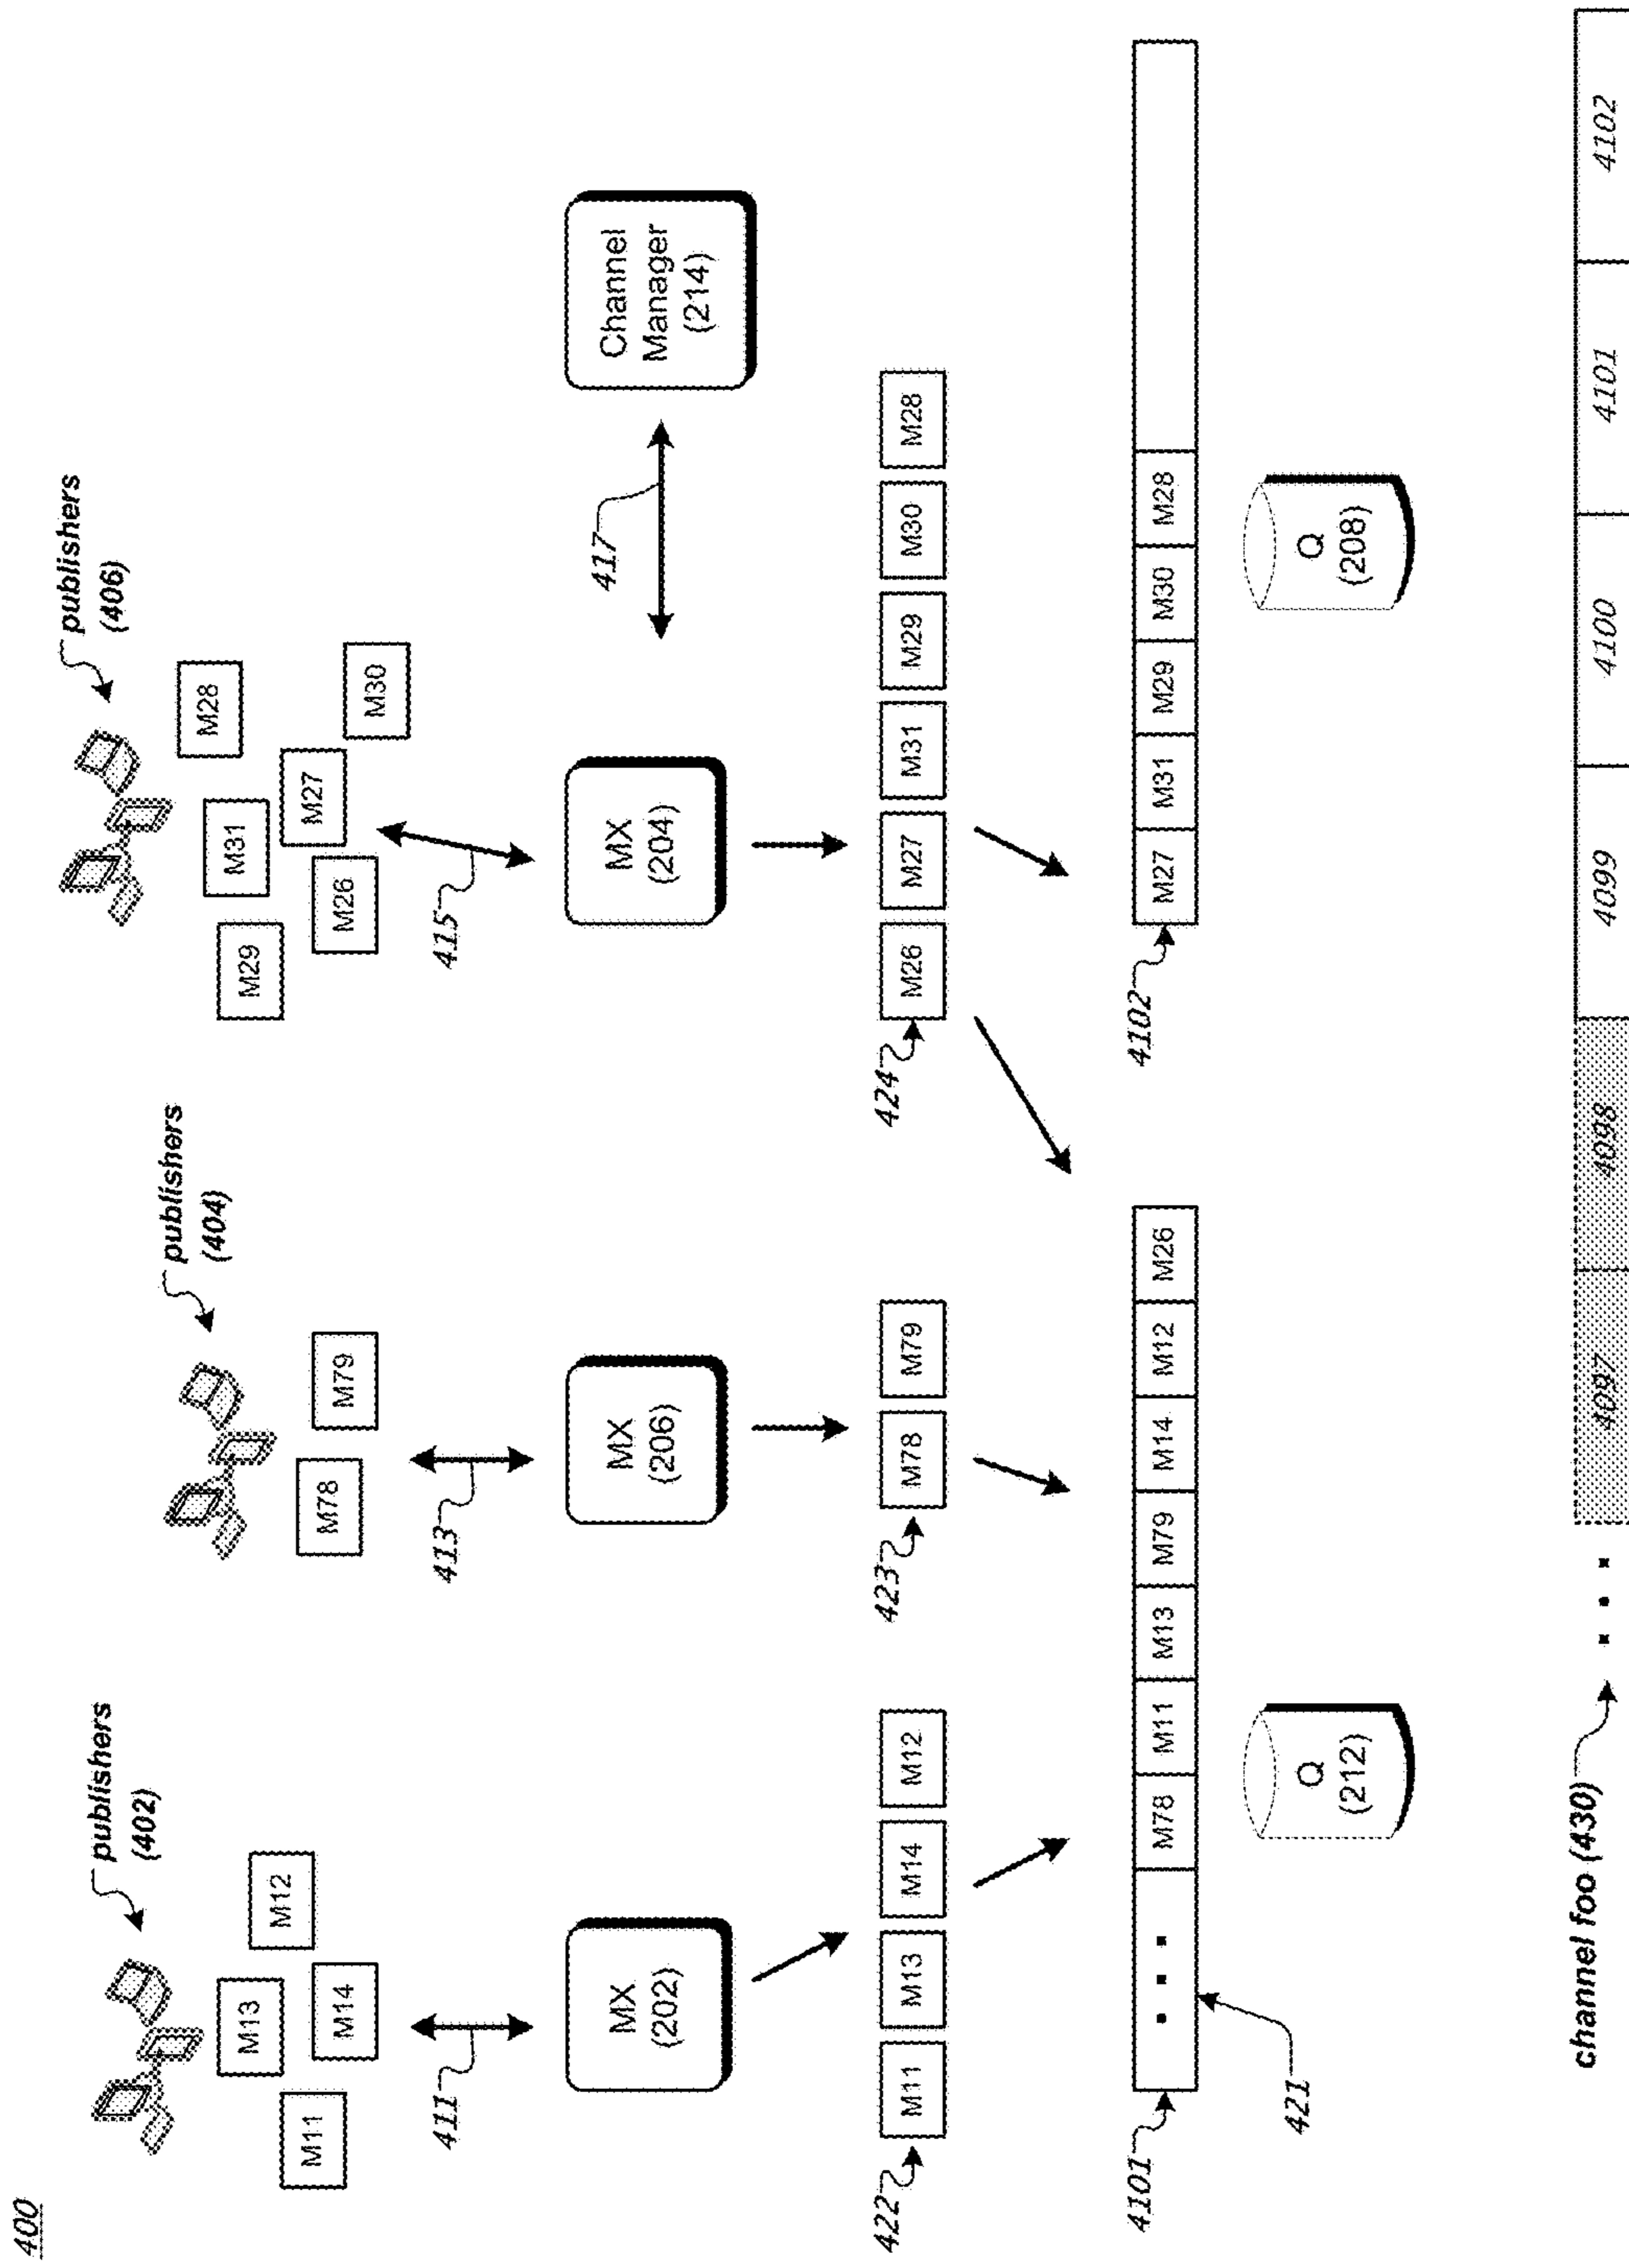 400
publishers
(402)
publishers
(404)
publishers
(406)
M11
M13
M14
M12
M78
M79
M29
M26
M31
M27
M28
M30
411
413
415
417
MX
(202)
MX
(206)
MX
(204)
Channel
Manager
(214)
422
M11
M13
M14
M12
423
M78
M79
424
M26
M27
M31
M29
M30
M28
4101
M78
M11
M13
M79
M14
M12
M26
4102
M27
M31
M29
M30
M28
421
Q
(212)
Q
(208)
channel foo (430)
4097
4098
4099
4100
4101
4102